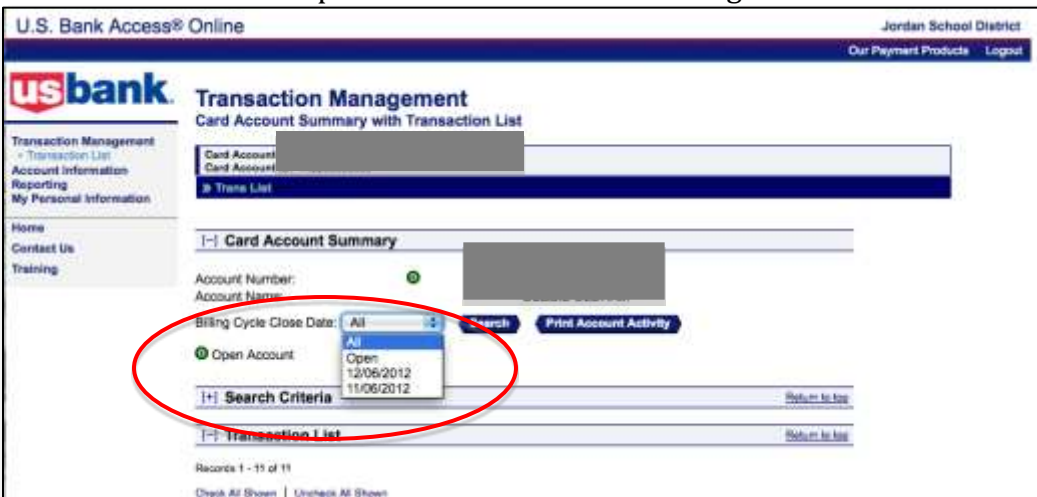 U.S. Bank Access® Online
Jordan School District
Our Payment Products Logout
usbank.
Transaction Management
Card Account Summary with Transaction List
Transaction Management
• Transaction List
Account Information
Reporting
My Personal Information
Home
Contact Us
Training
Card Account
Card Account
» Trans List
[-] Card Account Summary
Account Number:
Account Name:
Billing Cycle Close Date: All Search Print Account Activity
All
Open
12/06/2012
11/06/2012
Open Account
[+] Search Criteria Return to top
[-] Transaction List Return to top
Records 1 - 11 of 11
Check All Shown | Uncheck All Shown